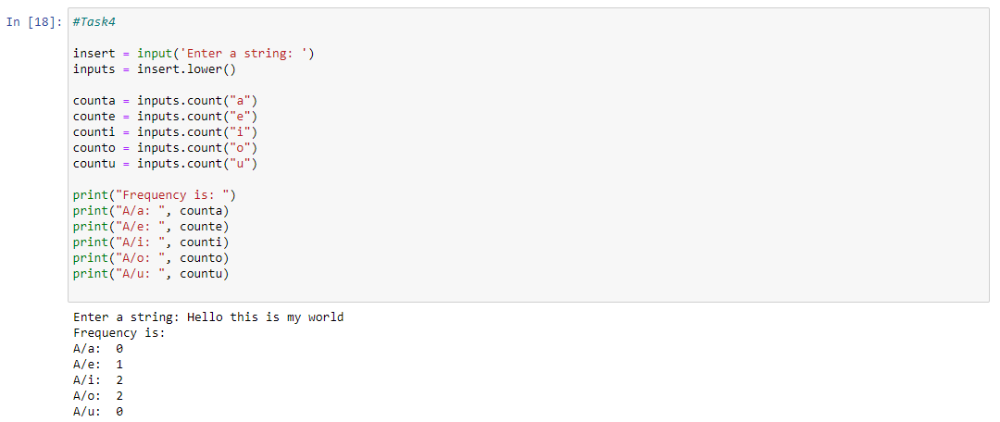 In [18]: #Task4
insert = input('Enter a string: ')
inputs = insert.lower()
counta = inputs.count("a")
counte = inputs.count("e")
counti = inputs.count("i")
counto = inputs.count("o")
countu = inputs.count("u")
print("Frequency is: ")
print("A/a: ", counta)
print("A/e: ", counte)
print("A/i: ", counti)
print("A/o: ", counto)
print("A/u: ", countu)
Enter a string: Hello this is my world
Frequency is:
A/a:  0
A/e:  1
A/i:  2
A/o:  2
A/u:  0